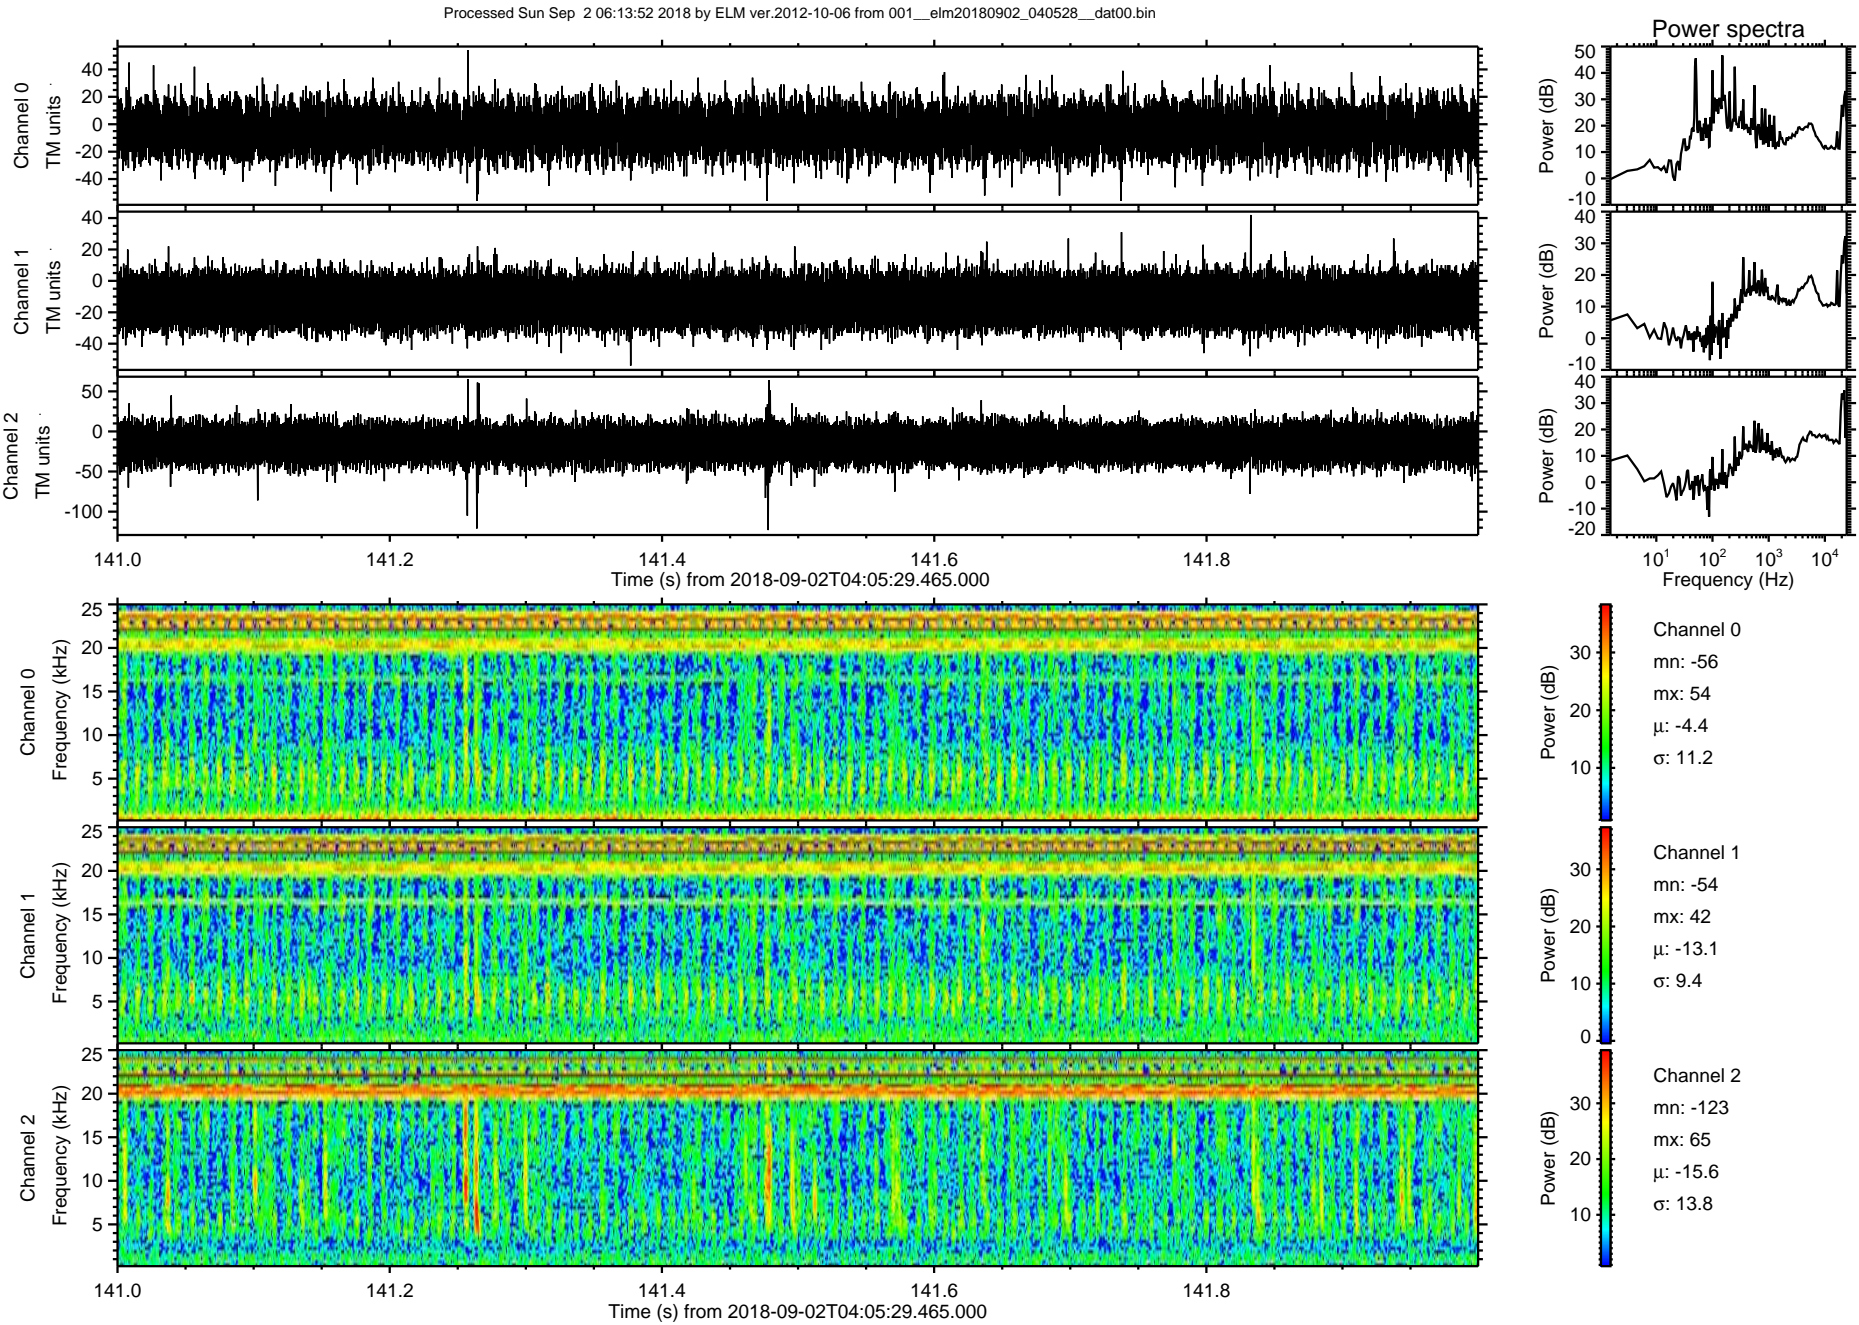 Processed Sun Sep  2 06:13:52 2018 by ELM ver.2012-10-06 from 001__elm20180902_040528__dat00.bin
Power spectra
Channel 0
TM units
40
20
0
-20
-40
Power (dB)
50
40
30
20
10
0
-10
Channel 1
TM units
40
20
0
-20
-40
Power (dB)
40
30
20
10
0
-10
Channel 2
TM units
50
0
-50
-100
Power (dB)
40
30
20
10
0
-10
-20
141.0 141.2 141.4 141.6 141.8
Time (s) from 2018-09-02T04:05:29.465.000
10¹ 10² 10³ 10⁴
Frequency (Hz)
Channel 0
Frequency (kHz)
25
20
15
10
5
Power (dB)
30
20
10
Channel 0
mn: -56
mx: 54
μ: -4.4
σ: 11.2
Channel 1
Frequency (kHz)
25
20
15
10
5
Power (dB)
30
20
10
0
Channel 1
mn: -54
mx: 42
μ: -13.1
σ: 9.4
Channel 2
Frequency (kHz)
25
20
15
10
5
Power (dB)
30
20
10
Channel 2
mn: -123
mx: 65
μ: -15.6
σ: 13.8
141.0 141.2 141.4 141.6 141.8
Time (s) from 2018-09-02T04:05:29.465.000